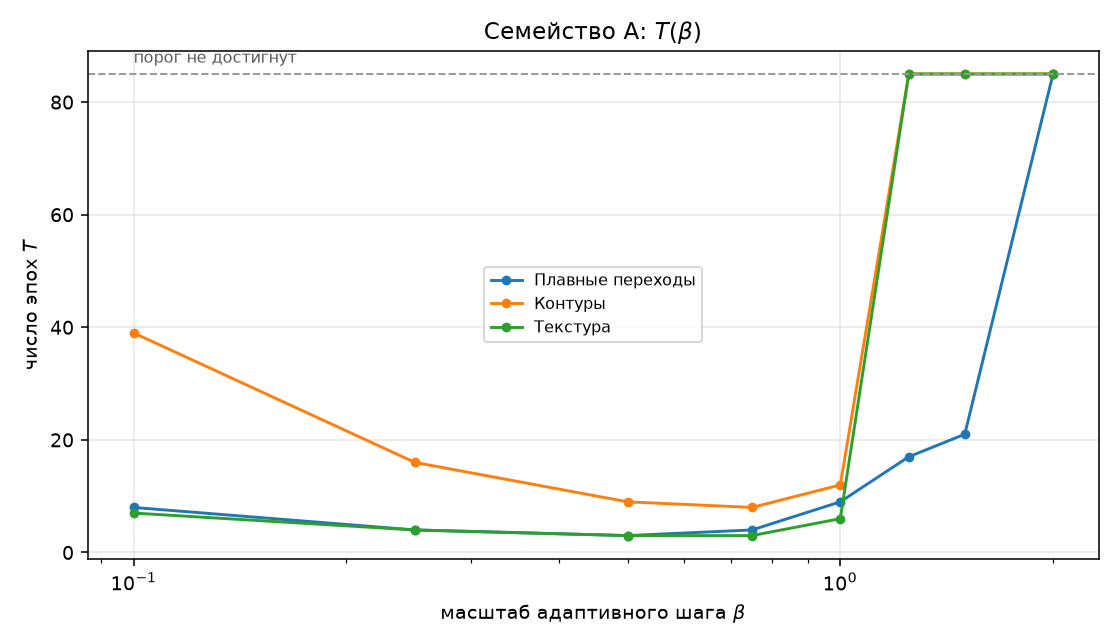 Семейство A: T(β)
порог не достигнут
80
60
40
20
0
число эпох T
Плавные переходы
Контуры
Текстура
10⁻¹
10⁰
масштаб адаптивного шага β